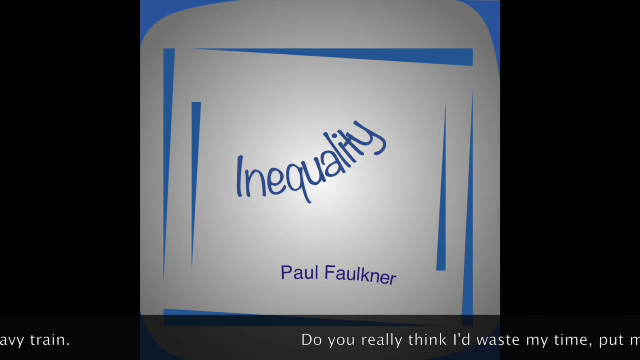 Inequality
Paul Faulkner
avy train. Do you really think I'd waste my time, put